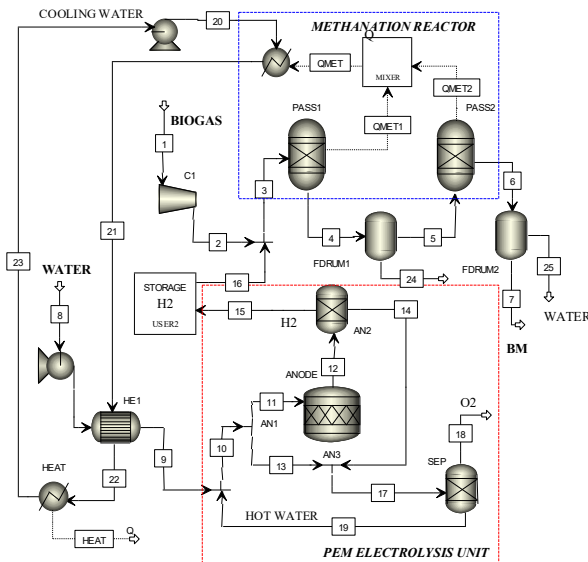 COOLING WATER
20
METHANATION REACTOR
Q
QMET
MIXER
QMET2
PASS1
PASS2
BIOGAS
QMET1
1
C1
3
6
21
2
4
5
23
FDRUM1
FDRUM2
WATER
STORAGE
H2
USER2
16
24
25
7
WATER
8
15
H2
14
BM
AN2
ANODE
12
O2
HE1
11
18
10
AN1
AN3
SEP
9
13
HEAT
22
17
HOT WATER
19
HEAT
Q
PEM ELECTROLYSIS UNIT